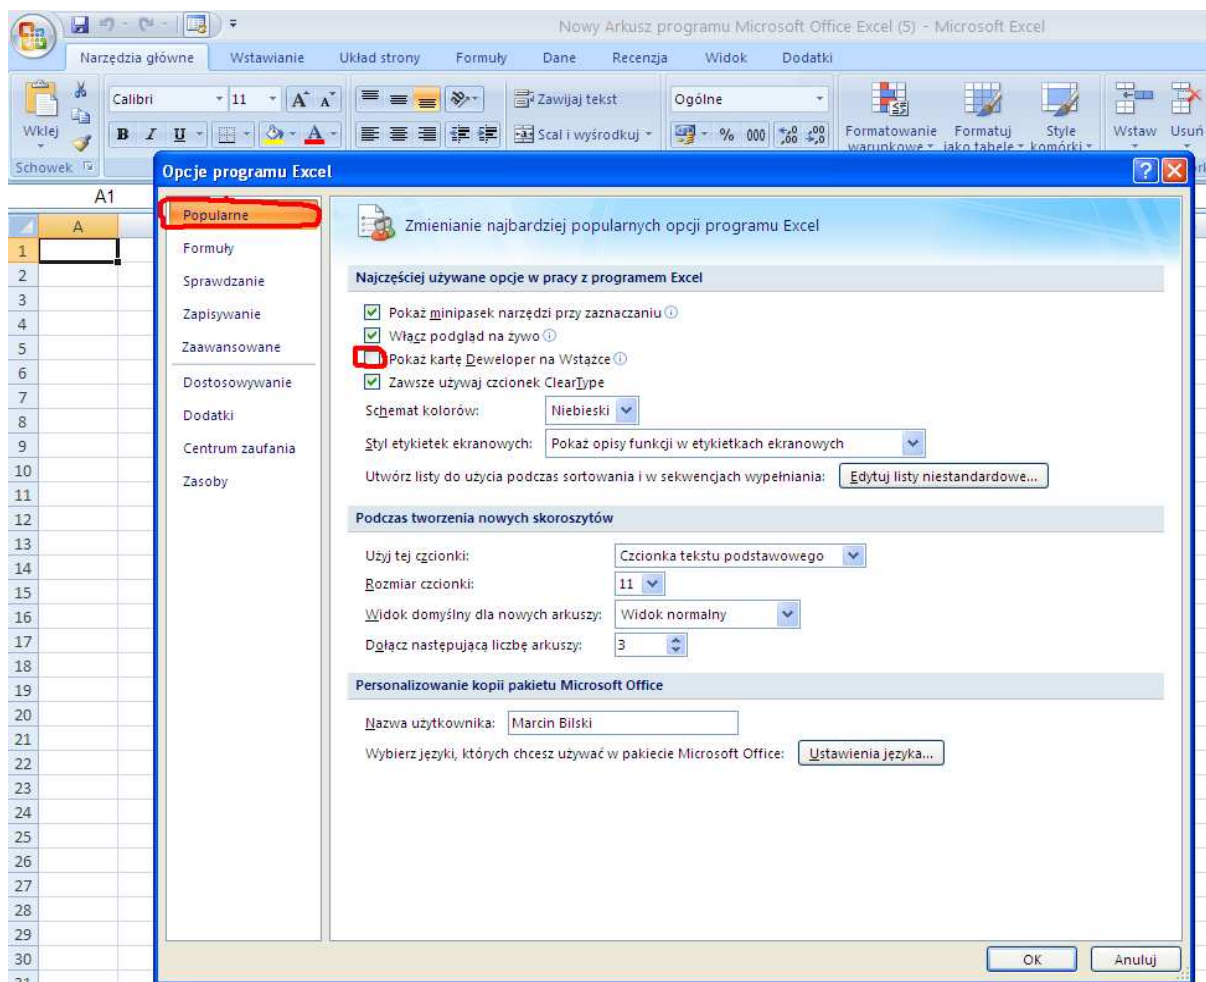 Nowy Arkusz programu Microsoft Office Excel (5) - Microsoft Excel
Narzędzia główne Wstawianie Układ strony Formuły Dane Recenzja Widok Dodatki
Calibri 11 A A Zawijaj tekst Ogólne
Wklej B I U A Scal i wyśrodkuj % 000 ,00 ,0 ,00 Formatowanie warunkowe Formatuj jako tabelę Style komórki Wstaw Usuń
Schowek
Opcje programu Excel
A1
A
Popularne
Formuły
Sprawdzanie
Zapisywanie
Zaawansowane
Dostosowywanie
Dodatki
Centrum zaufania
Zasoby
Zmienianie najbardziej popularnych opcji programu Excel
Najczęściej używane opcje w pracy z programem Excel
Pokaż minipasek narzędzi przy zaznaczaniu
Włącz podgląd na żywo
Pokaż kartę Deweloper na Wstążce
Zawsze używaj czcionek ClearType
Schemat kolorów: Niebieski
Styl etykietek ekranowych: Pokaż opisy funkcji w etykietkach ekranowych
Utwórz listy do użycia podczas sortowania i w sekwencjach wypełniania: Edytuj listy niestandardowe...
Podczas tworzenia nowych skoroszytów
Użyj tej czcionki: Czcionka tekstu podstawowego
Rozmiar czcionki: 11
Widok domyślny dla nowych arkuszy: Widok normalny
Dołącz następującą liczbę arkuszy: 3
Personalizowanie kopii pakietu Microsoft Office
Nazwa użytkownika: Marcin Bilski
Wybierz języki, których chcesz używać w pakiecie Microsoft Office: Ustawienia języka...
OK Anuluj
1
2
3
4
5
6
7
8
9
10
11
12
13
14
15
16
17
18
19
20
21
22
23
24
25
26
27
28
29
30